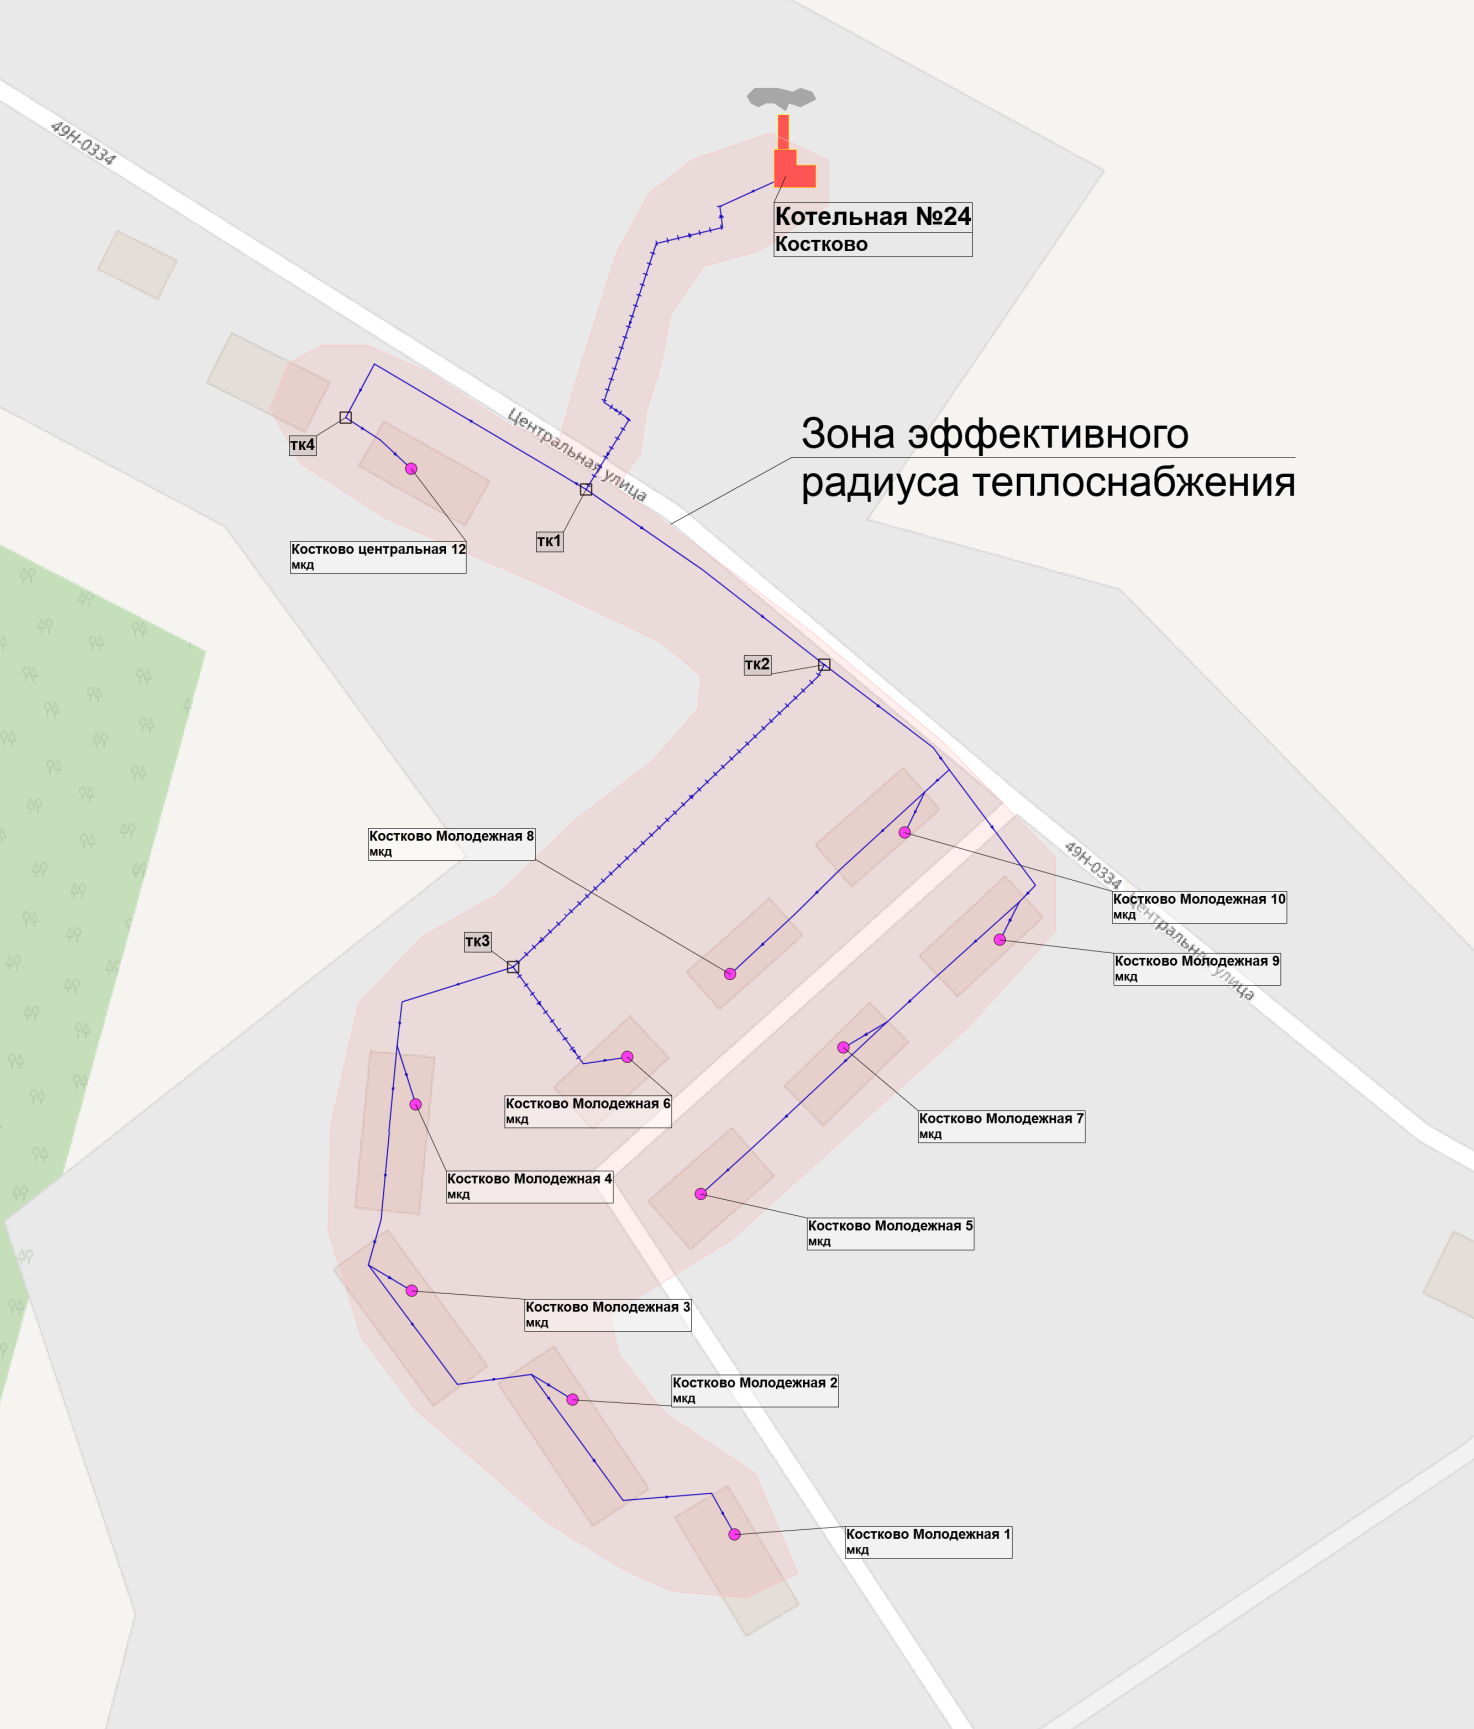 49Н-0334
Котельная №24
Костково
Центральная улица
Зона эффективного
радиуса теплоснабжения
тк4
тк1
Костково центральная 12
мкд
тк2
Костково Молодежная 8
мкд
49Н-0334
Центральная улица
Костково Молодежная 10
мкд
тк3
Костково Молодежная 9
мкд
Костково Молодежная 6
мкд
Костково Молодежная 7
мкд
Костково Молодежная 4
мкд
Костково Молодежная 5
мкд
Костково Молодежная 3
мкд
Костково Молодежная 2
мкд
Костково Молодежная 1
мкд